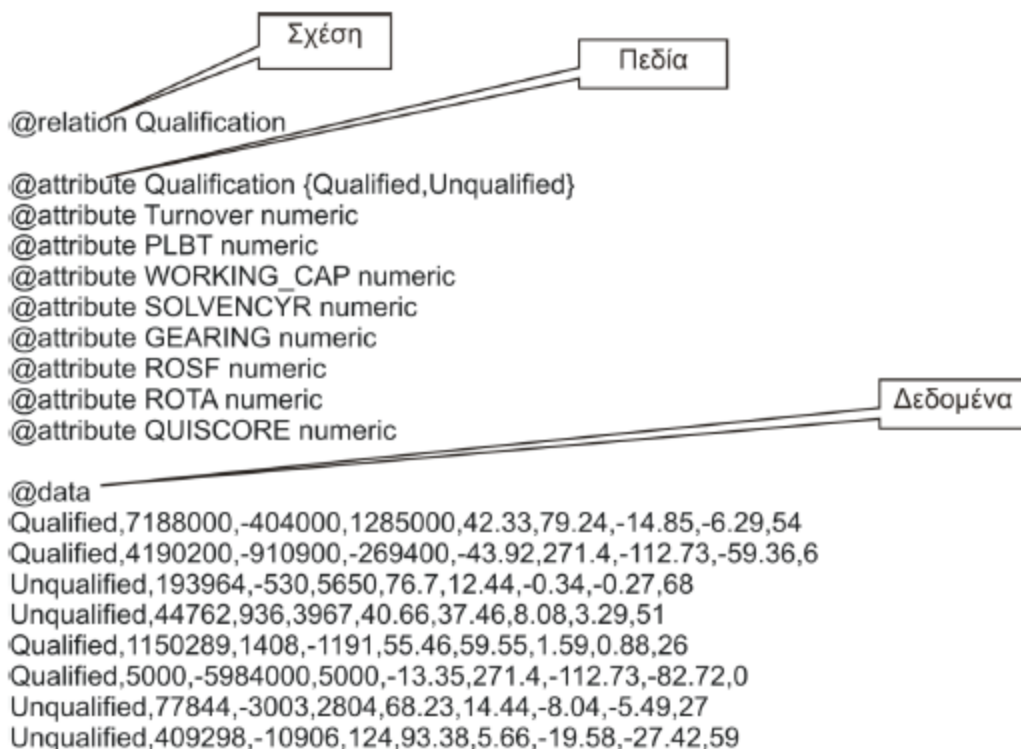 Σχέση
Πεδία
@relation Qualification
@attribute Qualification {Qualified,Unqualified}
@attribute Turnover numeric
@attribute PLBT numeric
@attribute WORKING_CAP numeric
@attribute SOLVENCYR numeric
@attribute GEARING numeric
@attribute ROSF numeric
@attribute ROTA numeric
@attribute QUISCORE numeric
Δεδομένα
@data
Qualified,7188000,-404000,1285000,42.33,79.24,-14.85,-6.29,54
Qualified,4190200,-910900,-269400,-43.92,271.4,-112.73,-59.36,6
Unqualified,193964,-530,5650,76.7,12.44,-0.34,-0.27,68
Unqualified,44762,936,3967,40.66,37.46,8.08,3.29,51
Qualified,1150289,1408,-1191,55.46,59.55,1.59,0.88,26
Qualified,5000,-5984000,5000,-13.35,271.4,-112.73,-82.72,0
Unqualified,77844,-3003,2804,68.23,14.44,-8.04,-5.49,27
Unqualified,409298,-10906,124,93.38,5.66,-19.58,-27.42,59